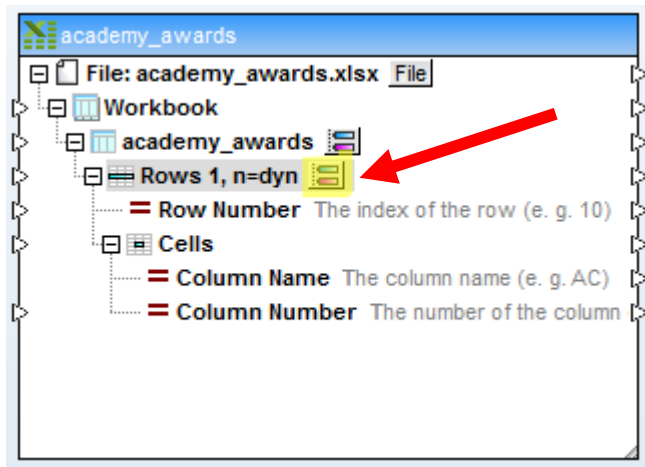 academy_awards
File: academy_awards.xlsx File
Workbook
academy_awards
Rows 1, n=dyn
Row Number The index of the row (e. g. 10)
Cells
Column Name The column name (e. g. AC)
Column Number The number of the column